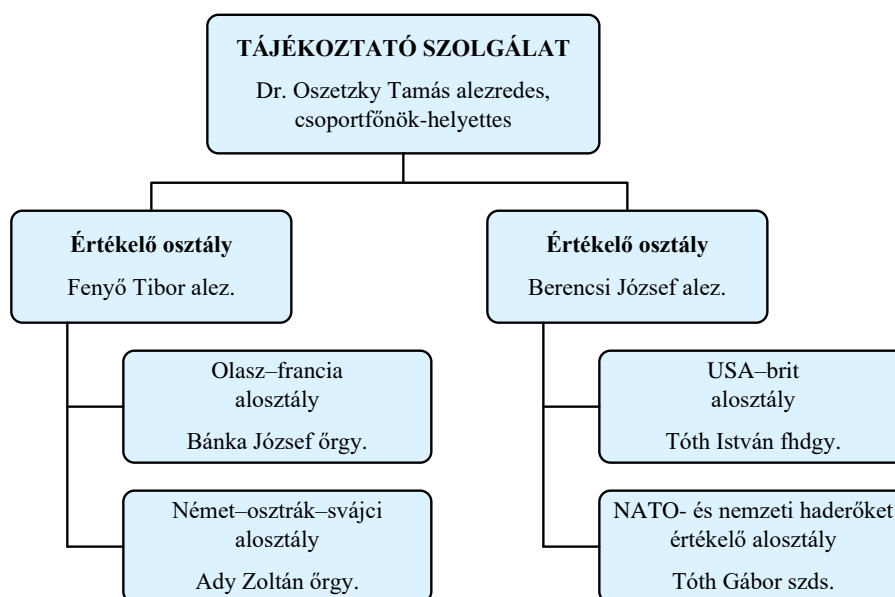 TÁJÉKOZTATÓ SZOLGÁLAT
Dr. Oszetzky Tamás alezredes,
csoportfőnök-helyettes
Értékelő osztály
Fenyő Tibor alez.
Olasz–francia
alosztály
Bánka József őrgy.
Német–osztrák–svájci
alosztály
Ady Zoltán őrgy.
Értékelő osztály
Berencsi József alez.
USA–brit
alosztály
Tóth István fhdgy.
NATO- és nemzeti haderőket
értékelő alosztály
Tóth Gábor szds.